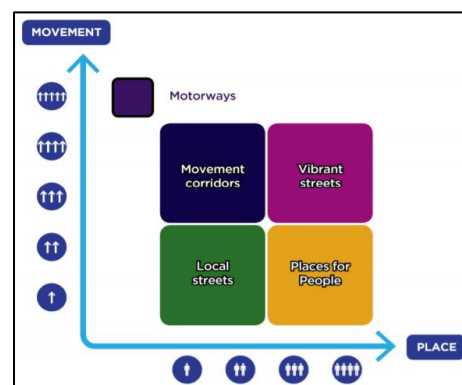 MOVEMENT
Motorways
Movement
corridors
Vibrant
streets
Local
streets
Places for
People
PLACE